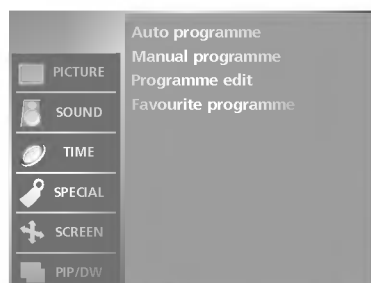 Auto programme
Manual programme
Programme edit
Favourite programme
PICTURE
SOUND
TIME
SPECIAL
SCREEN
PIP/DW